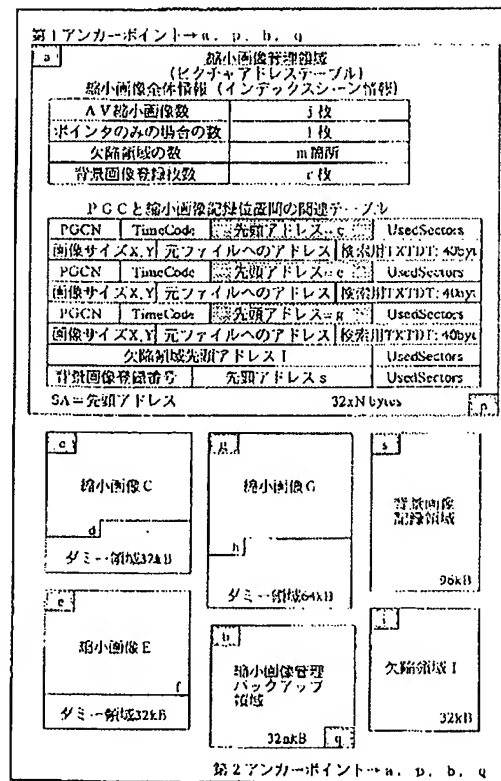 第1アンカーポイント→a, p, b, q
a
縮小画像管理領域
(ピクチャアドレステーブル)
縮小画像全体情報 (インデックスシーン情報)
AV縮小画像数 j枚
ポインタのみの場合の数 l枚
欠陥領域の数 m箇所
背景画像登録枚数 r枚
PGCと縮小画像記録位置間の関連テーブル
PGCN TimeCode 先頭アドレス=c UsedSectors
画像サイズX, Y 元ファイルへのアドレス 検索用TXTDT; 40byt
PGCN TimeCode 先頭アドレス=e UsedSectors
画像サイズX, Y 元ファイルへのアドレス 検索用TXTDT; 40byt
PGCN TimeCode 先頭アドレス=g UsedSectors
画像サイズX, Y 元ファイルへのアドレス 検索用TXTDT; 40byt
欠陥領域先頭アドレス I UsedSectors
背景画像登録番号 先頭アドレス s UsedSectors
SA=先頭アドレス 32xN bytes p
c
縮小画像C
d
ダミー領域32kB
g
縮小画像G
h
ダミー領域64kB
s
背景画像
記録領域
96kB
e
縮小画像E
f
ダミー領域32kB
b
縮小画像管理
バックアップ
領域
32nkB q
i
欠陥領域 I
32kB
第2アンカーポイント→a, p, b, q